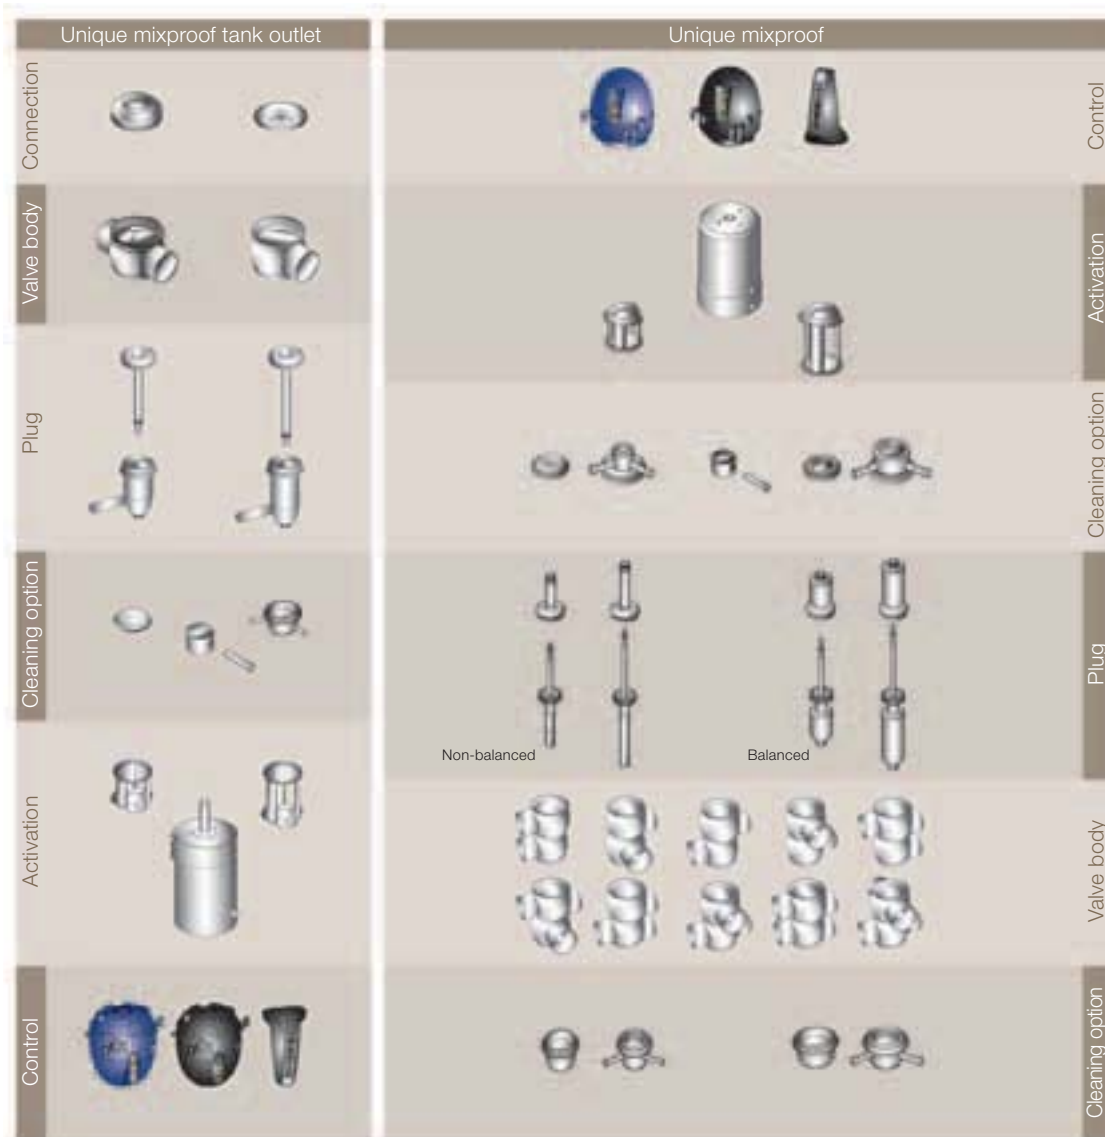 Unique mixproof tank outlet
Connection
Valve body
Plug
Cleaning option
Activation
Control
Unique mixproof
Control
Activation
Cleaning option
Plug
Non-balanced
Balanced
Valve body
Cleaning option